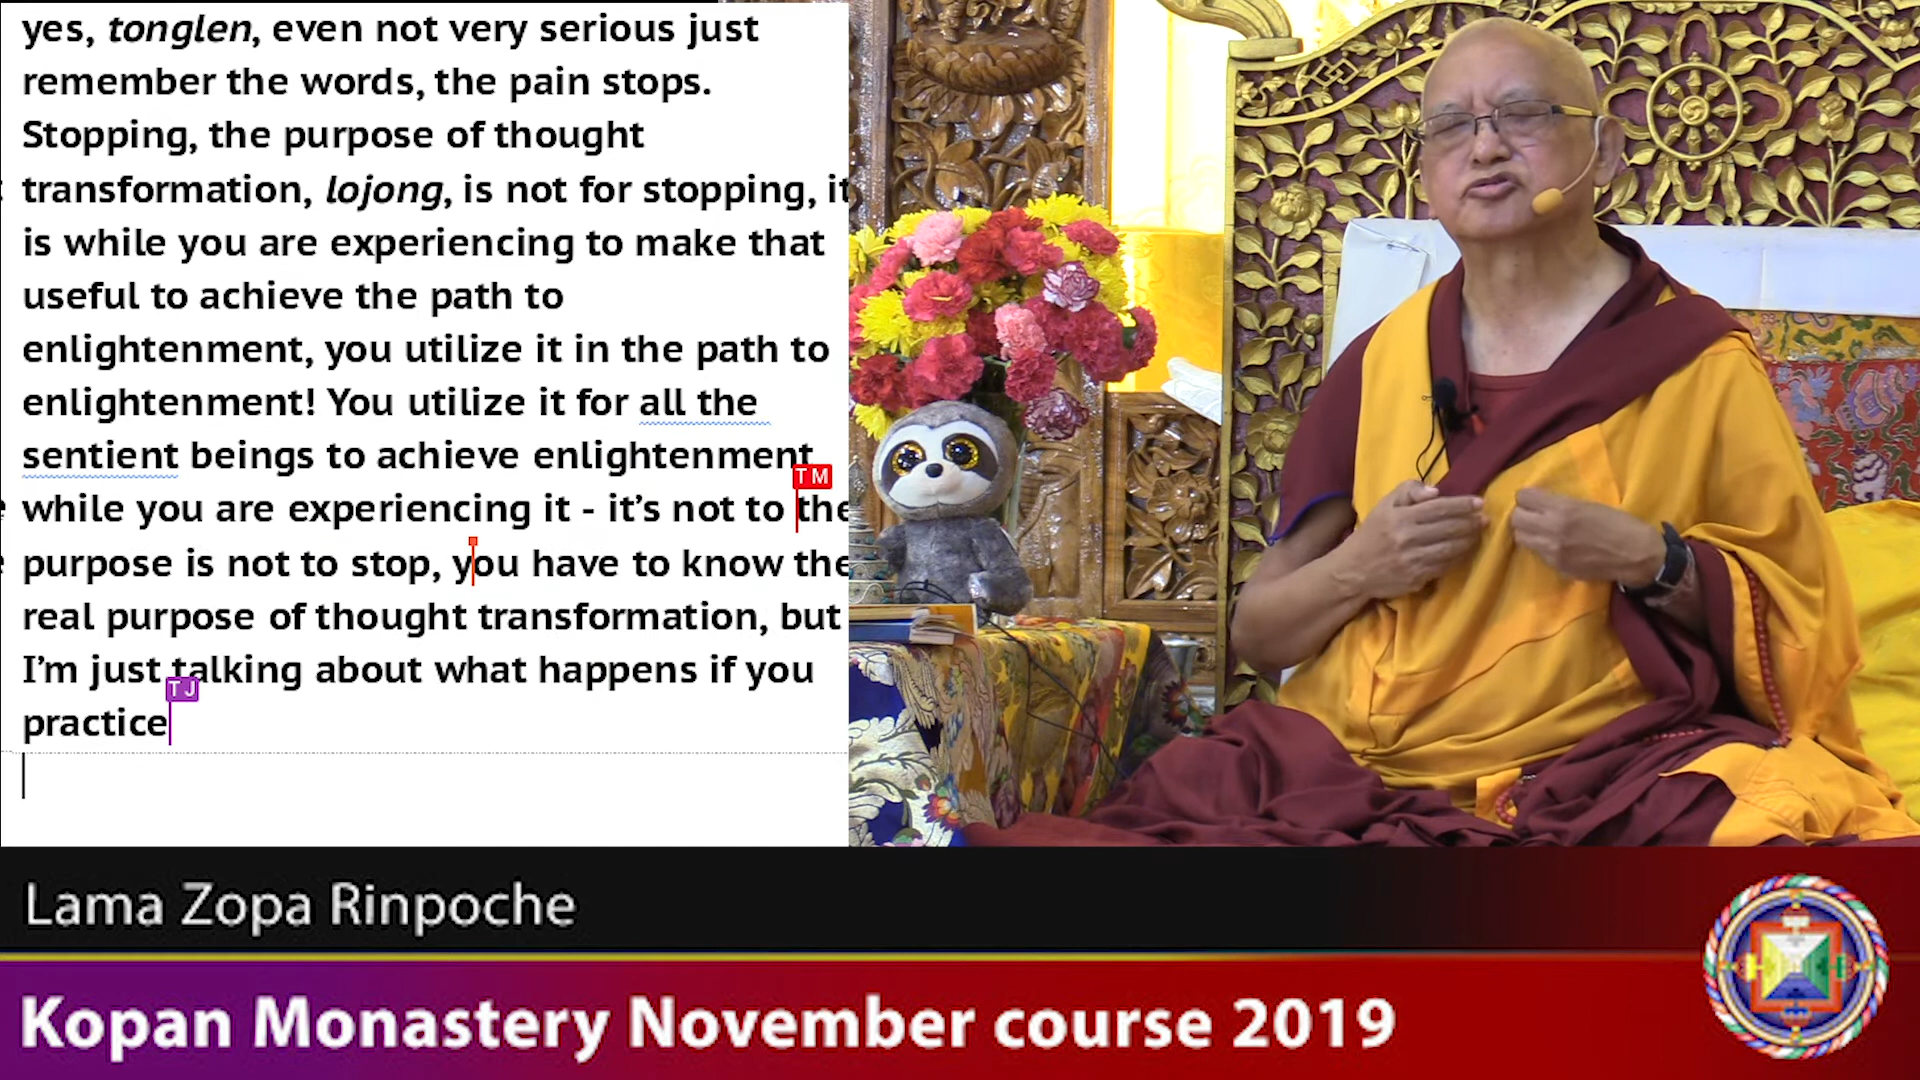 yes, tonglen, even not very serious just
remember the words, the pain stops.
Stopping, the purpose of thought
transformation, lojong, is not for stopping, it
is while you are experiencing to make that
useful to achieve the path to
enlightenment, you utilize it in the path to
enlightenment! You utilize it for all the
sentient beings to achieve enlightenment
TM
while you are experiencing it - it's not to the
purpose is not to stop, you have to know the
real purpose of thought transformation, but
I'm just talking about what happens if you
TJ
practice
Lama Zopa Rinpoche
Kopan Monastery November course 2019